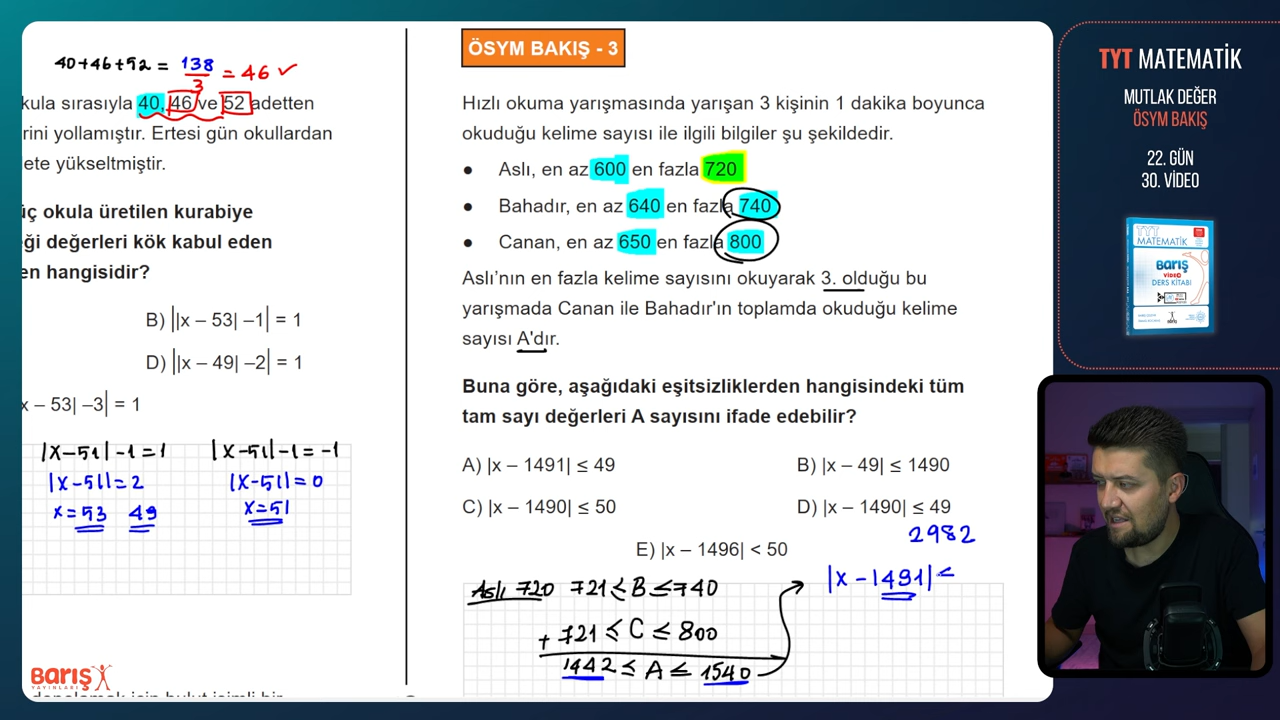 40+46+52 = 138/3 = 46 ✓
kula sırasıyla 40, 46 ve 52 adetten
rini yollamıştır. Ertesi gün okullardan
ete yükseltmiştir.
üç okula üretilen kurabiye
eği değerleri kök kabul eden
en hangisidir?
B) ||x – 53| –1| = 1
D) ||x – 49| –2| = 1
x – 53| –3| = 1
|x–51|–1=1
|x–51|–1=–1
|x–51|=2
|x–51|=0
x=53 49
x=51
BARIŞ
YAYINLARI
ÖSYM BAKIŞ - 3
Hızlı okuma yarışmasında yarışan 3 kişinin 1 dakika boyunca
okuduğu kelime sayısı ile ilgili bilgiler şu şekildedir.
● Aslı, en az 600 en fazla 720
● Bahadır, en az 640 en fazla 740
● Canan, en az 650 en fazla 800
Aslı'nın en fazla kelime sayısını okuyarak 3. olduğu bu
yarışmada Canan ile Bahadır'ın toplamda okuduğu kelime
sayısı A'dır.
Buna göre, aşağıdaki eşitsizliklerden hangisindeki tüm
tam sayı değerleri A sayısını ifade edebilir?
A) |x – 1491| ≤ 49
B) |x – 49| ≤ 1490
C) |x – 1490| ≤ 50
D) |x – 1490| ≤ 49
E) |x – 1496| < 50
2982
Aslı 720 721 ≤ B ≤ 740
|x – 1491| ≤
+ 721 ≤ C ≤ 800
1442 ≤ A ≤ 1540
TYT MATEMATİK
MUTLAK DEĞER
ÖSYM BAKIŞ
22. GÜN
30. VİDEO
TYT
MATEMATİK
BARIŞ
VİDEO
DERS KİTABI